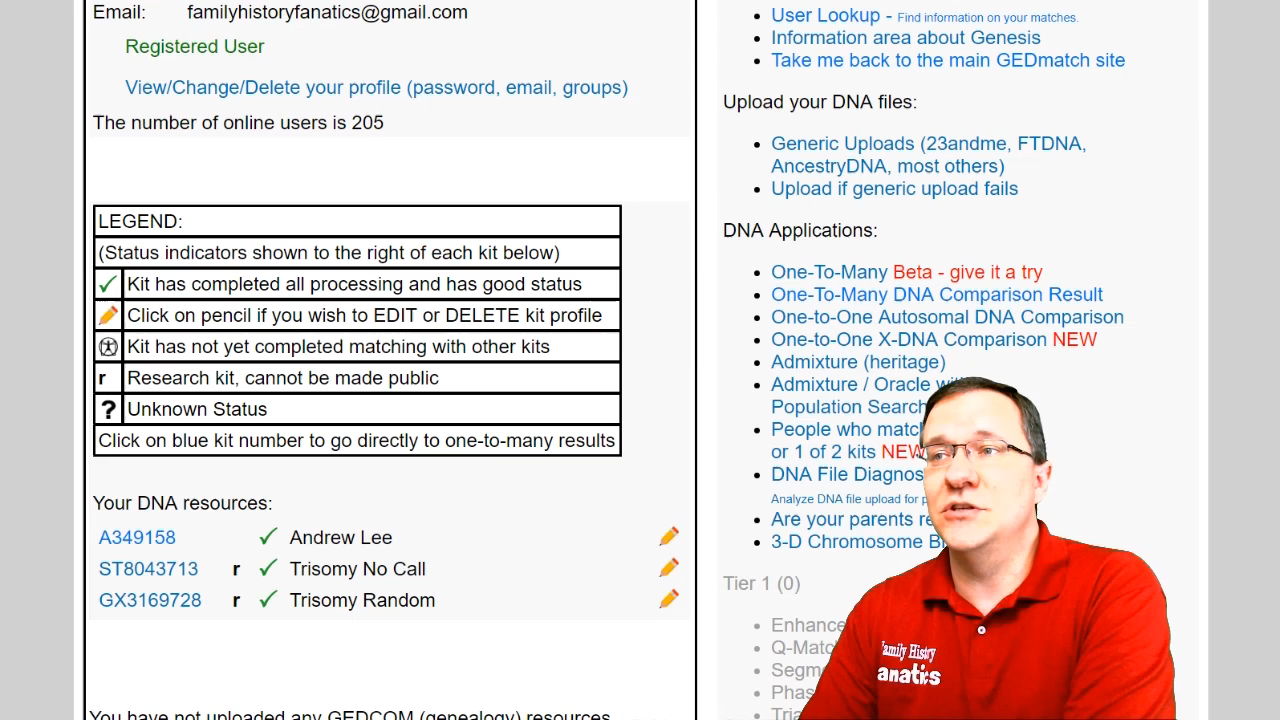 Email: familyhistoryfanatics@gmail.com
Registered User
View/Change/Delete your profile (password, email, groups)
The number of online users is 205
LEGEND:
(Status indicators shown to the right of each kit below)
Kit has completed all processing and has good status
Click on pencil if you wish to EDIT or DELETE kit profile
Kit has not yet completed matching with other kits
r Research kit, cannot be made public
? Unknown Status
Click on blue kit number to go directly to one-to-many results
Your DNA resources:
A349158 Andrew Lee
ST8043713 r Trisomy No Call
GX3169728 r Trisomy Random
You have not uploaded any GEDCOM (genealogy) resources.
User Lookup - Find information on your matches.
Information area about Genesis
Take me back to the main GEDmatch site
Upload your DNA files:
Generic Uploads (23andme, FTDNA,
AncestryDNA, most others)
Upload if generic upload fails
DNA Applications:
One-To-Many Beta - give it a try
One-To-Many DNA Comparison Result
One-to-One Autosomal DNA Comparison
One-to-One X-DNA Comparison NEW
Admixture (heritage)
Admixture / Oracle
Population Search
People who
or 1 of 2 kits NEW
DNA File
Analyze DNA file upload for
Are your parents
3-D Chromosome
Tier 1 (0)
Family History
Fanatics